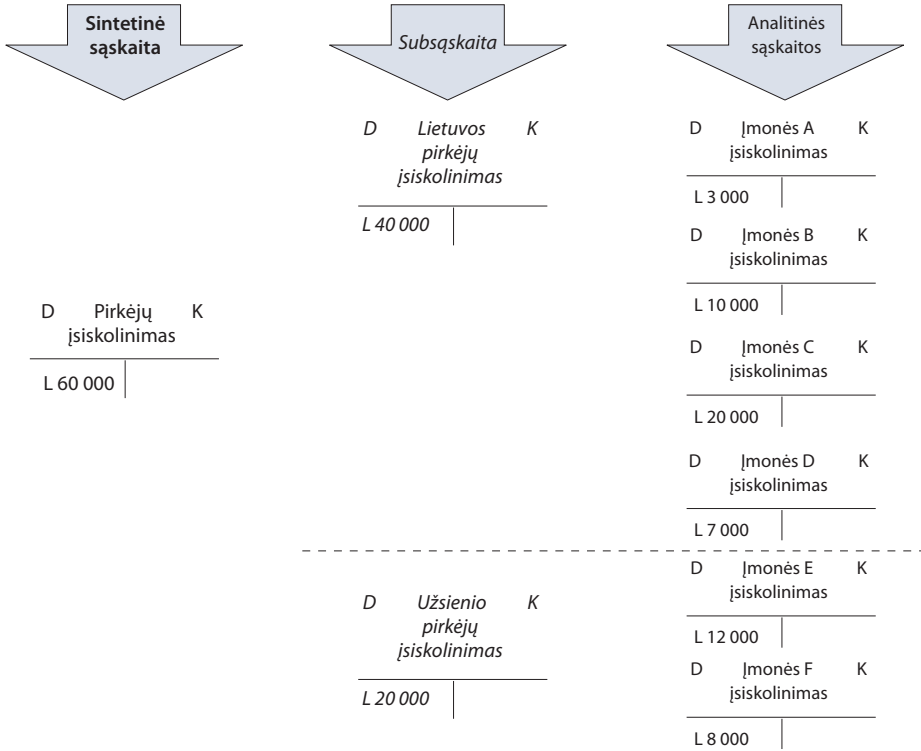 Sintetinė
sąskaita
Subsąskaita
Analitinės
sąskaitos
D Pirkėjų K
įsiskolinimas
L 60 000
D Lietuvos K
pirkėjų
įsiskolinimas
L 40 000
D Užsienio K
pirkėjų
įsiskolinimas
L 20 000
D Įmonės A K
įsiskolinimas
L 3 000
D Įmonės B K
įsiskolinimas
L 10 000
D Įmonės C K
įsiskolinimas
L 20 000
D Įmonės D K
įsiskolinimas
L 7 000
D Įmonės E K
įsiskolinimas
L 12 000
D Įmonės F K
įsiskolinimas
L 8 000